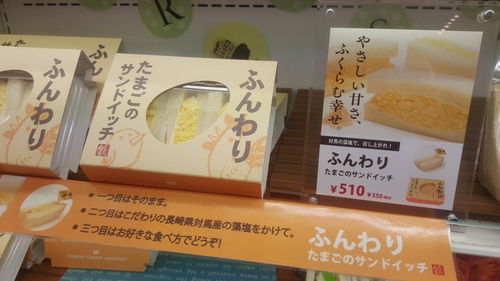 R
ふんわり
たまごの
サンドイッチ
ふんわり
やさしい甘さ、
ふくらむ幸せ。
対馬の藻塩で、召し上がれ！
ふんわり
たまごのサンドイッチ
¥510 ¥550(税込)
・一つ目はそのまま。
・二つ目はこだわりの長崎県対馬産の藻塩をかけて。
・三つ目はお好きな食べ方でどうぞ!
ふんわり
たまごのサンドイッチ